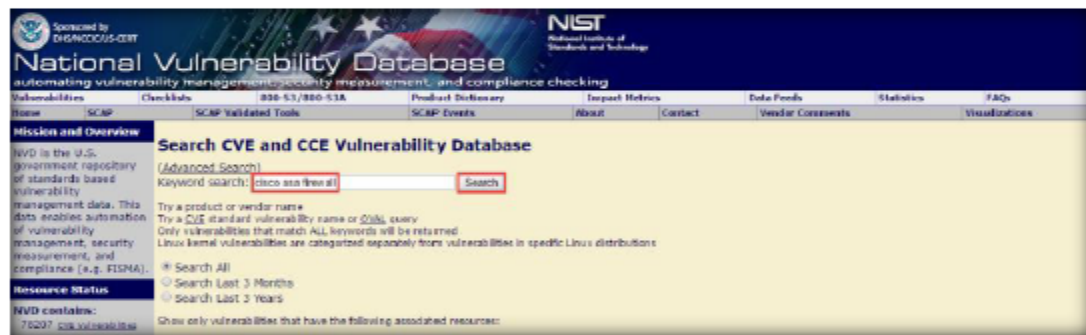 Sponsored by
DHS/NCCIC/US-CERT
NIST
National Institute of
Standards and Technology
National Vulnerability Database
automating vulnerability management, security measurement, and compliance checking
Vulnerabilities Checklists 800-53/800-53A Product Dictionary Impact Metrics Data Feeds Statistics FAQs
Home SCAP SCAP Validated Tools SCAP Events About Contact Vendor Comments Visualizations
Mission and Overview
NVD is the U.S.
government repository
of standards based
vulnerability
management data. This
data enables automation
of vulnerability
management, security
measurement, and
compliance (e.g. FISMA).
Resource Status
NVD contains:
76207 CVE Vulnerabilities
Search CVE and CCE Vulnerability Database
(Advanced Search)
Keyword search: cisco asa firewall Search
Try a product or vendor name
Try a CVE standard vulnerability name or OVAL query
Only vulnerabilities that match ALL keywords will be returned
Linux kernel vulnerabilities are categorized separately from vulnerabilities in specific Linux distributions
Search All
Search Last 3 Months
Search Last 3 Years
Show only vulnerabilities that have the following associated resources: